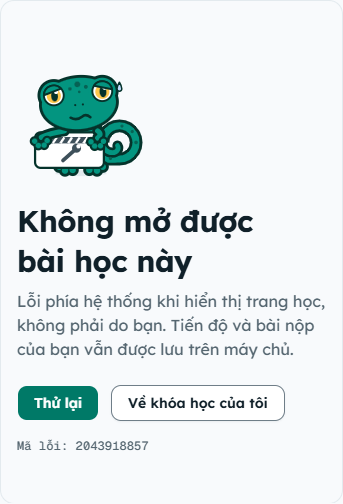 Không mở được
bài học này
Lỗi phía hệ thống khi hiển thị trang học,
không phải do bạn. Tiến độ và bài nộp
của bạn vẫn được lưu trên máy chủ.
Thử lại
Về khóa học của tôi
Mã lỗi: 2043918857